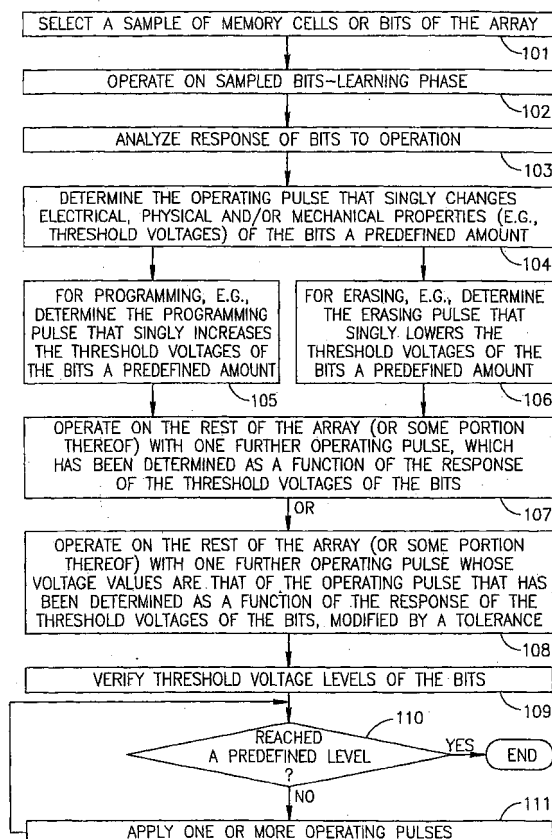 SELECT A SAMPLE OF MEMORY CELLS OR BITS OF THE ARRAY
101
OPERATE ON SAMPLED BITS-LEARNING PHASE
102
ANALYZE RESPONSE OF BITS TO OPERATION
103
DETERMINE THE OPERATING PULSE THAT SINGLY CHANGES
ELECTRICAL, PHYSICAL AND/OR MECHANICAL PROPERTIES (E.G.,
THRESHOLD VOLTAGES) OF THE BITS A PREDEFINED AMOUNT
104
FOR PROGRAMMING, E.G.,
DETERMINE THE PROGRAMMING
PULSE THAT SINGLY INCREASES
THE THRESHOLD VOLTAGES OF
THE BITS A PREDEFINED AMOUNT
105
FOR ERASING, E.G., DETERMINE
THE ERASING PULSE THAT
SINGLY LOWERS THE
THRESHOLD VOLTAGES OF THE
BITS A PREDEFINED AMOUNT
106
OPERATE ON THE REST OF THE ARRAY (OR SOME PORTION
THEREOF) WITH ONE FURTHER OPERATING PULSE, WHICH
HAS BEEN DETERMINED AS A FUNCTION OF THE RESPONSE
OF THE THRESHOLD VOLTAGES OF THE BITS
107
OR
OPERATE ON THE REST OF THE ARRAY (OR SOME PORTION
THEREOF) WITH ONE FURTHER OPERATING PULSE WHOSE
VOLTAGE VALUES ARE THAT OF THE OPERATING PULSE THAT HAS
BEEN DETERMINED AS A FUNCTION OF THE RESPONSE OF THE
THRESHOLD VOLTAGES OF THE BITS, MODIFIED BY A TOLERANCE
108
VERIFY THRESHOLD VOLTAGE LEVELS OF THE BITS
109
110
REACHED
A PREDEFINED LEVEL
?
YES
END
NO
111
APPLY ONE OR MORE OPERATING PULSES